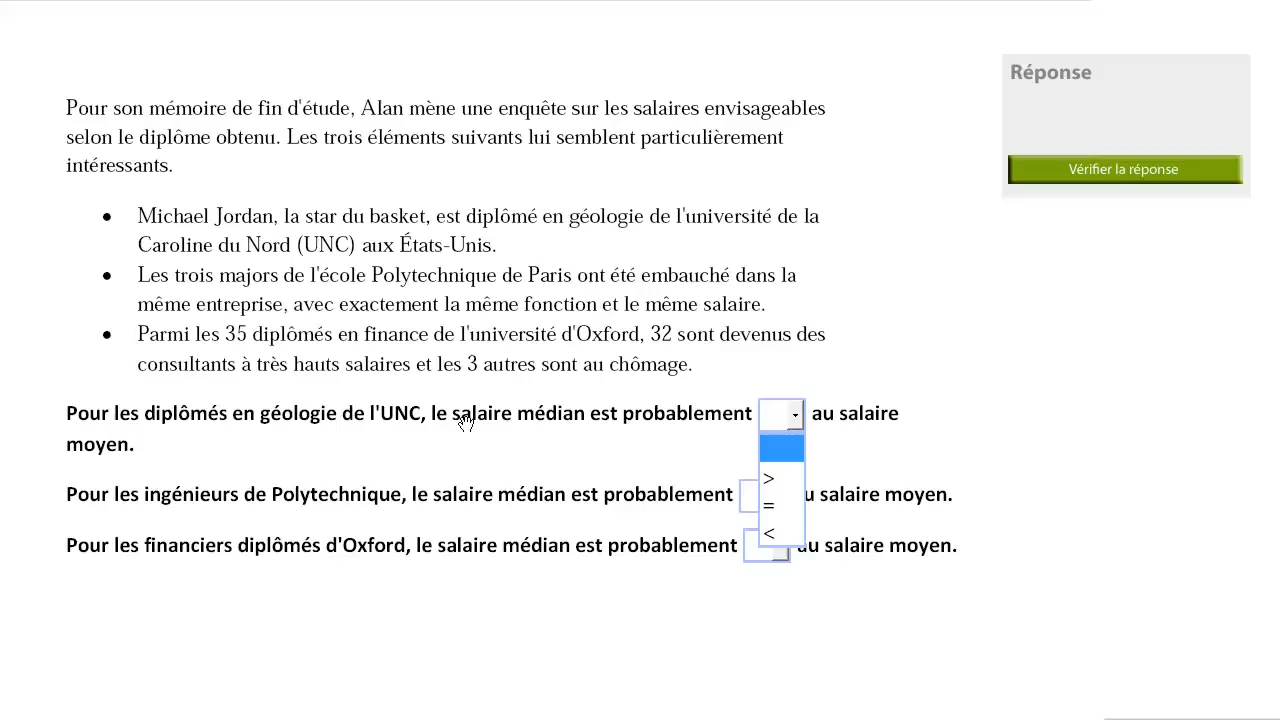 Réponse
Vérifier la réponse
Pour son mémoire de fin d'étude, Alan mène une enquête sur les salaires envisageables
selon le diplôme obtenu. Les trois éléments suivants lui semblent particulièrement
intéressants.
• Michael Jordan, la star du basket, est diplômé en géologie de l'université de la
Caroline du Nord (UNC) aux États-Unis.
• Les trois majors de l'école Polytechnique de Paris ont été embauché dans la
même entreprise, avec exactement la même fonction et le même salaire.
• Parmi les 35 diplômés en finance de l'université d'Oxford, 32 sont devenus des
consultants à très hauts salaires et les 3 autres sont au chômage.
Pour les diplômés en géologie de l'UNC, le salaire médian est probablement au salaire
moyen.
>
=
<
Pour les ingénieurs de Polytechnique, le salaire médian est probablement u salaire moyen.
Pour les financiers diplômés d'Oxford, le salaire médian est probablement au salaire moyen.